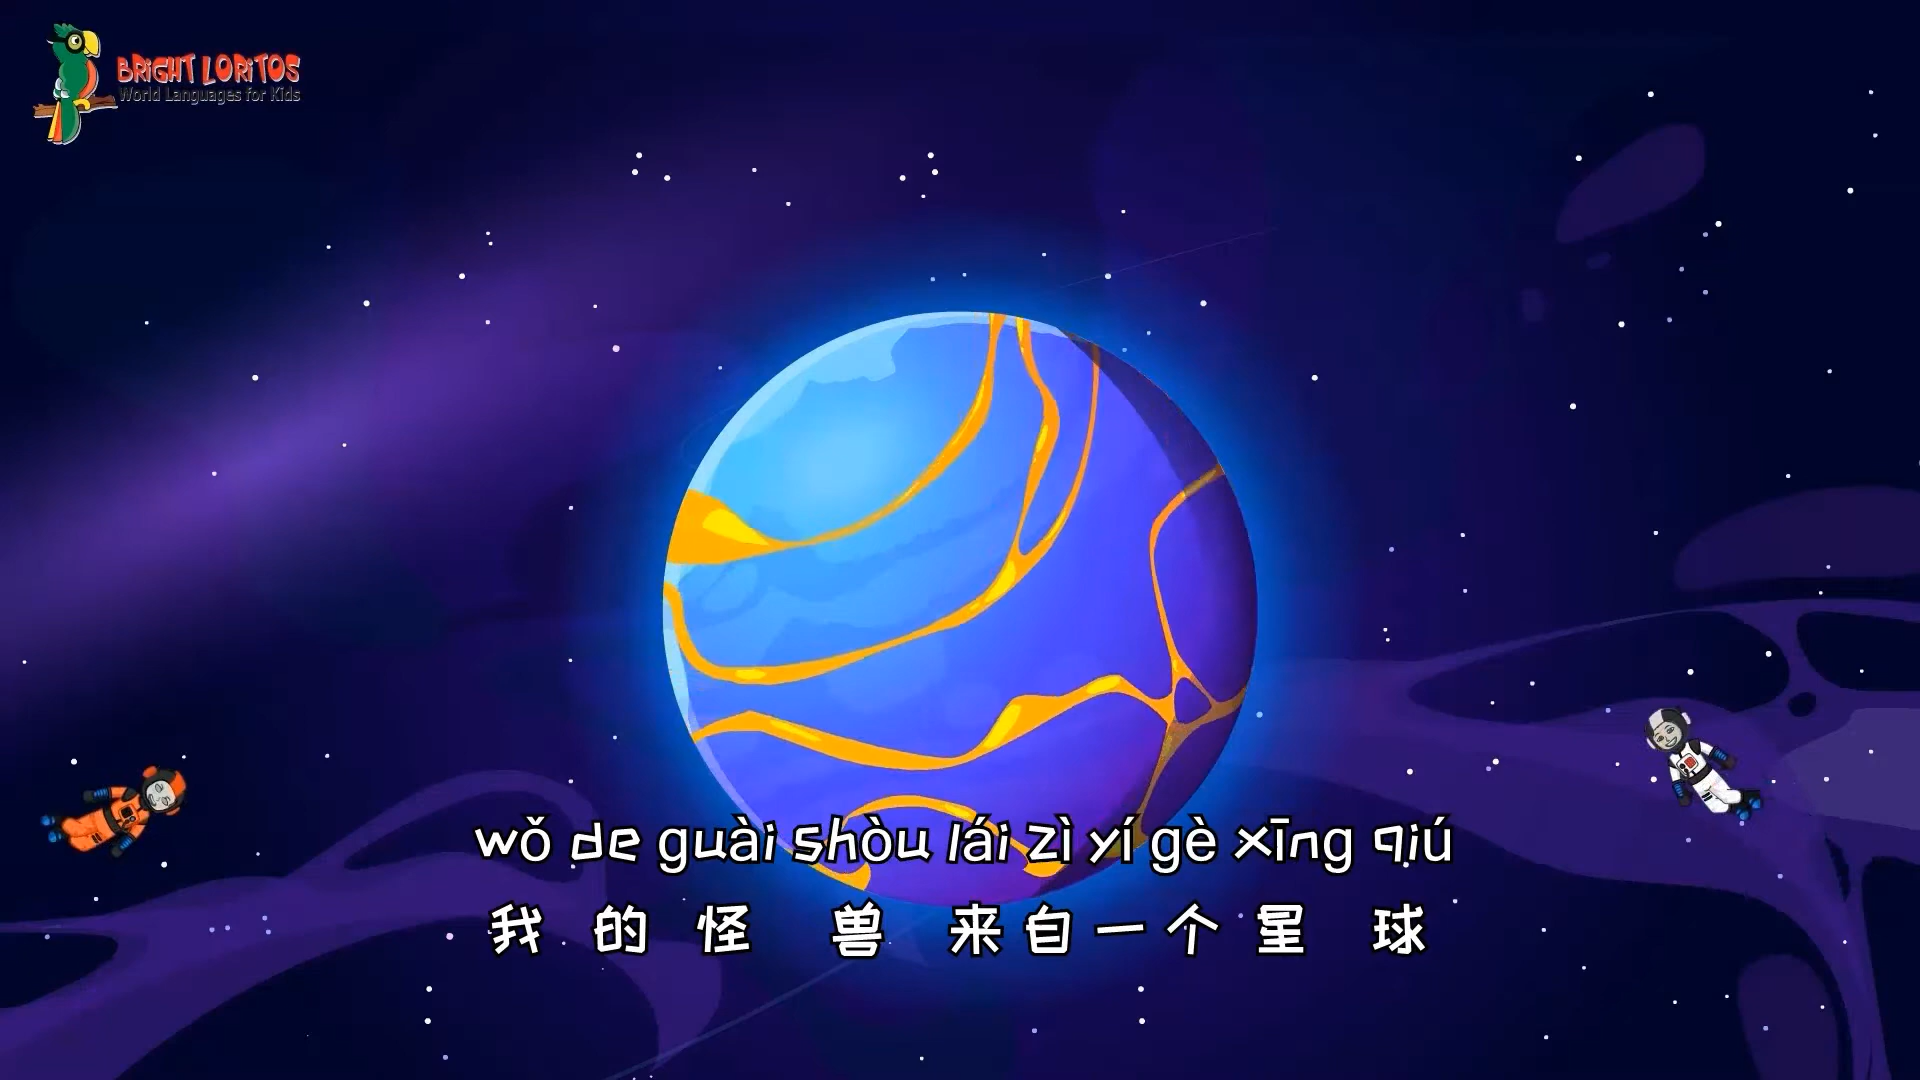 BRIGHT LORITOS
World Languages for Kids
wǒ de guài shòu lái zì yí gè xīng qiú
我的怪兽来自一个星球